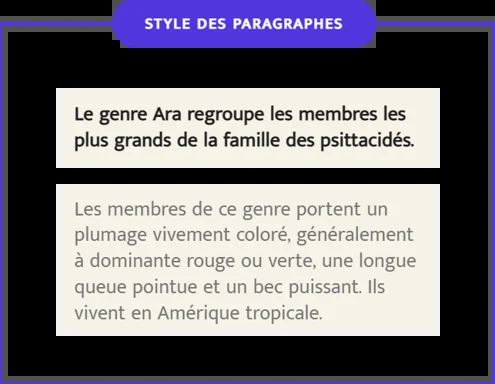 STYLE DES PARAGRAPHES
Le genre Ara regroupe les membres les
plus grands de la famille des psittacidés.
Les membres de ce genre portent un
plumage vivement coloré, généralement
à dominante rouge ou verte, une longue
queue pointue et un bec puissant. Ils
vivent en Amérique tropicale.